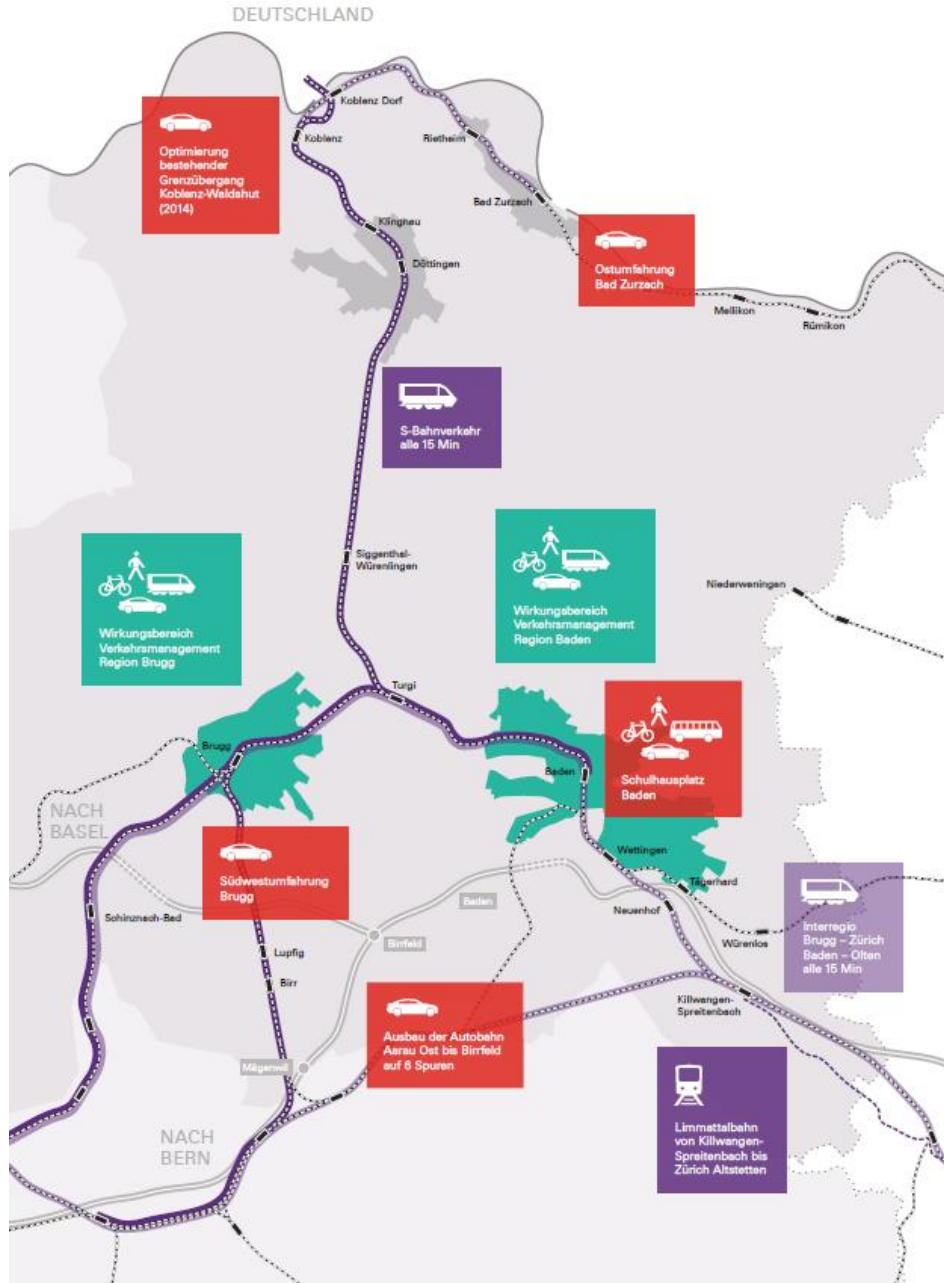 DEUTSCHLAND
Koblenz Dorf
Koblenz
Rietheim
Optimierung
bestehender
Grenzübergang
Koblenz-Waldshut
(2014)
Bad Zurzach
Klingnau
Döttingen
Ostumfahrung
Bad Zurzach
Mellikon
Rümikon
S-Bahnverkehr
alle 15 Min
Siggenthal-
Würenlingen
Niederweningen
Wirkungsbereich
Verkehrsmanagement
Region Brugg
Wirkungsbereich
Verkehrsmanagement
Region Baden
Turgi
Brugg
Baden
Schulhausplatz
Baden
NACH
BASEL
Südwestumfahrung
Brugg
Wettingen
Tägerhard
Baden
Neuenhof
Schinznach-Bad
Birrfeld
Würenlos
Interregio
Brugg – Zürich
Baden – Olten
alle 15 Min
Lupfig
Birr
Killwangen-
Spreitenbach
Ausbau der Autobahn
Aarau Ost bis Birrfeld
auf 6 Spuren
Mägenwil
Limmattalbahn
von Killwangen-
Spreitenbach bis
Zürich Altstetten
NACH
BERN